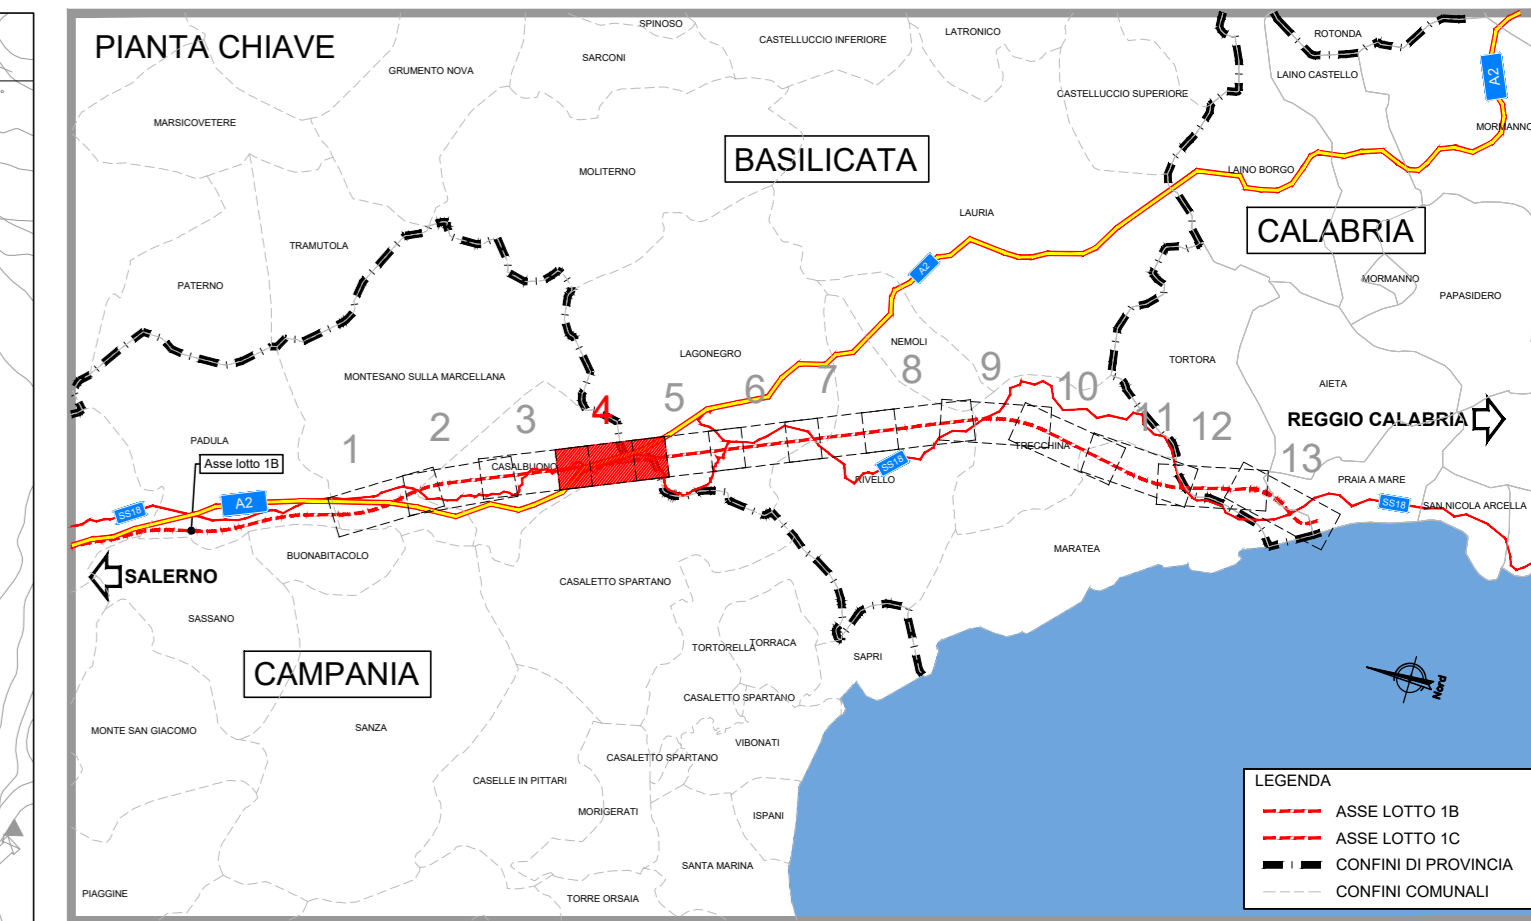 PIANTA CHIAVE
SPINOSO
SARCONI
CASTELLUCCIO INFERIORE
LATRONICO
ROTONDA
GRUMENTO NOVA
LAINO CASTELLO
A2
CASTELLUCCIO SUPERIORE
MARSICOVETERE
MORMANNO
BASILICATA
MOLITERNO
LAINO BORGO
LAURIA
CALABRIA
TRAMUTOLA
A2
PATERNO
MORMANNO
PAPASIDERO
LAGONEGRO
NEMOLI
TORTORA
MONTESANO SULLA MARCELLANA
AIETA
1
2
3
4
5
6
7
8
9
10
11
12
13
REGGIO CALABRIA
PADULA
Asse lotto 1B
CASALBUONO
TRECCHINA
SS18
RIVELLO
PRAIA A MARE
SS18
A2
SS18
SAN NICOLA ARCELLA
BUONABITACOLO
MARATEA
SALERNO
CASALETTO SPARTANO
SASSANO
TORTORELLA
TORRACA
SAPRI
CAMPANIA
CASALETTO SPARTANO
Nord
MONTE SAN GIACOMO
SANZA
VIBONATI
CASALETTO SPARTANO
CASELLE IN PITTARI
MORIGERATI
ISPANI
SANTA MARINA
PIAGGINE
TORRE ORSAIA
LEGENDA
ASSE LOTTO 1B
ASSE LOTTO 1C
CONFINI DI PROVINCIA
CONFINI COMUNALI